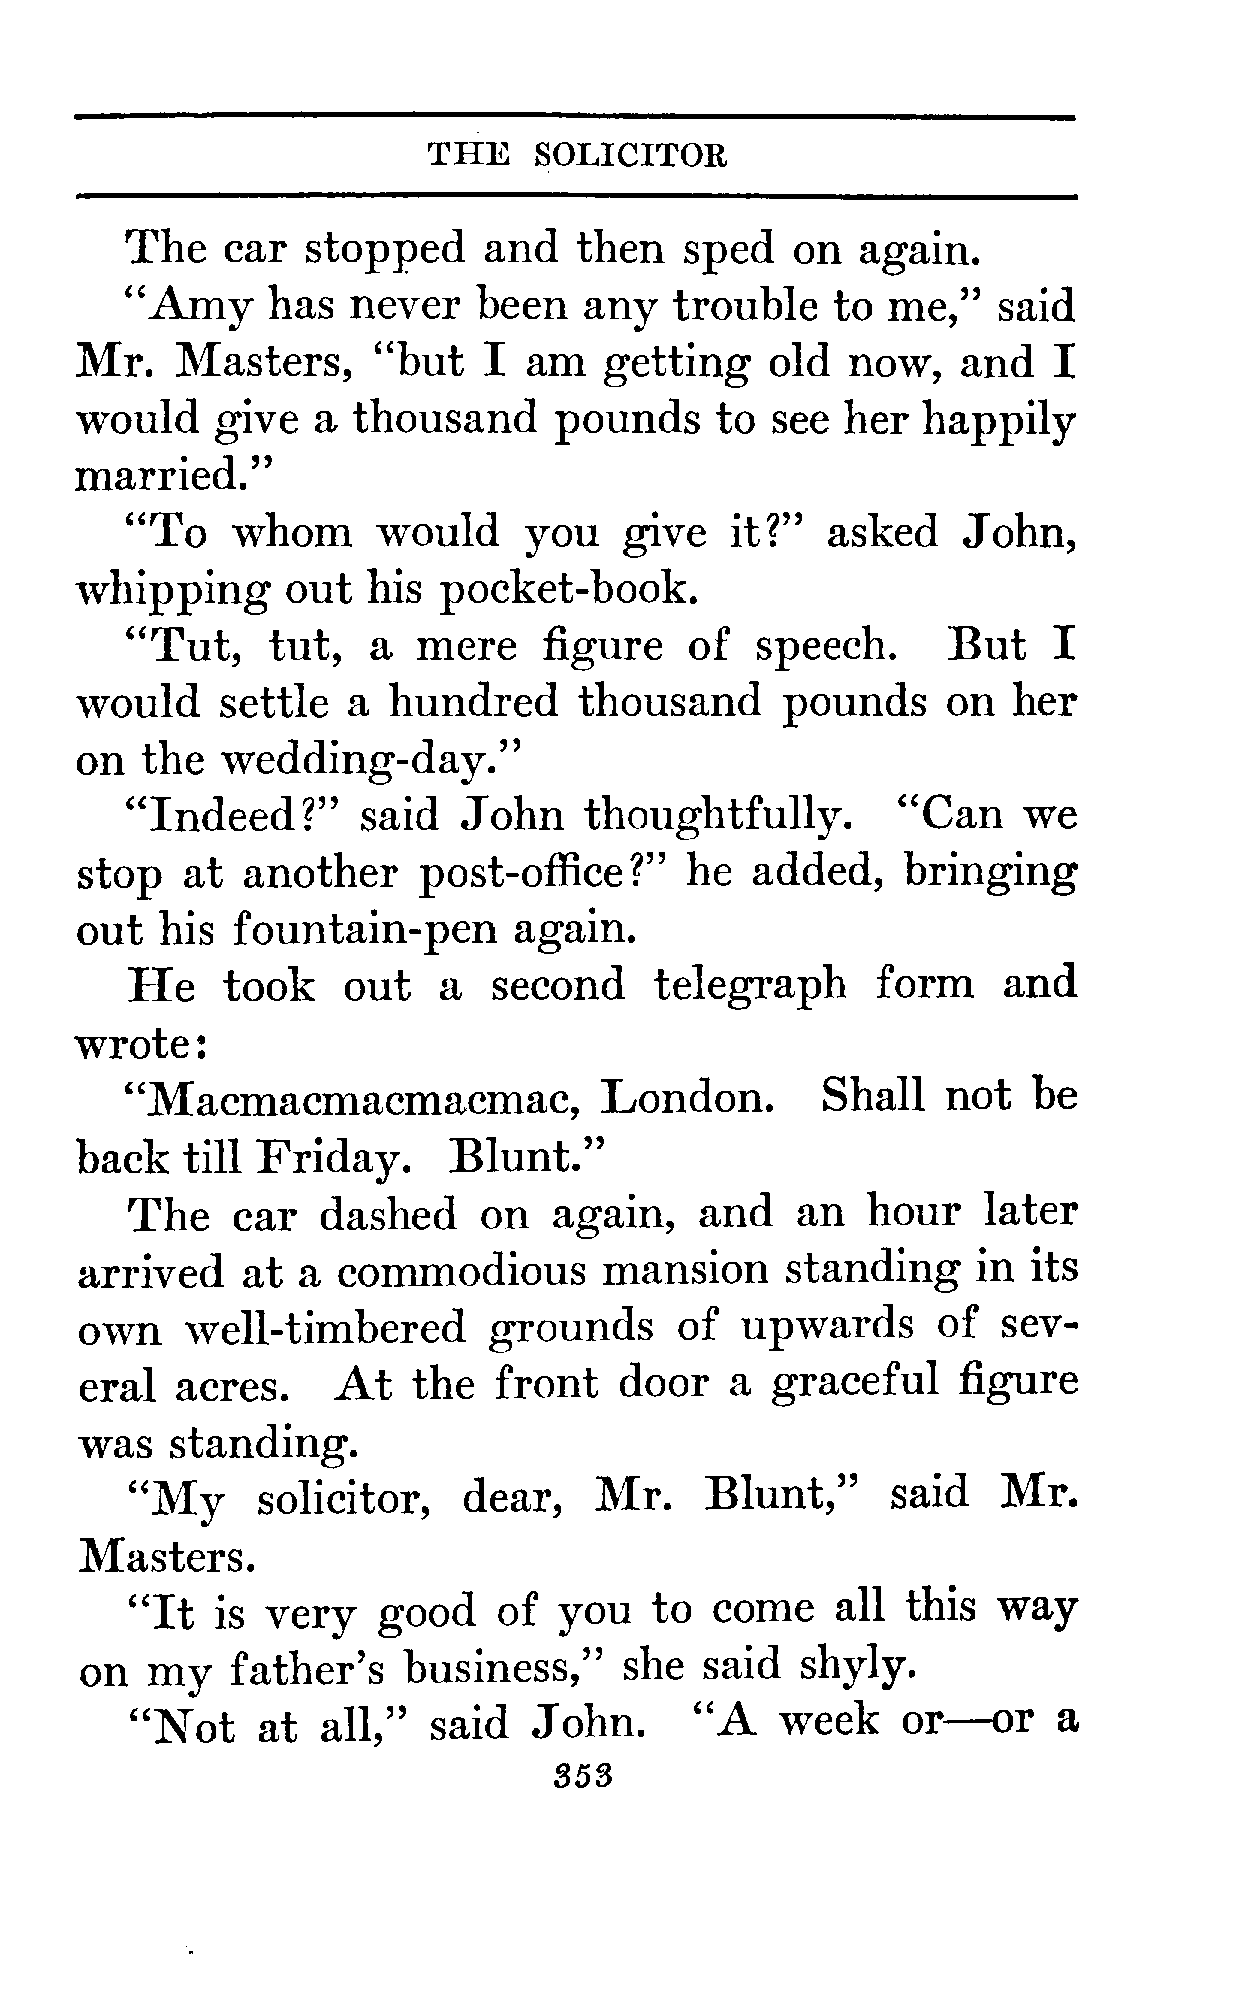 THE SOLICITOR
The car stopped and then sped on again.
"Amy has never been any trouble to me," said
Mr. Masters, "but I am getting old now, and I
would give a thousand pounds to see her happily
married."
"To whom would you give it?" asked John,
whipping out his pocket-book.
"Tut, tut, a mere figure of speech. But I
would settle a hundred thousand pounds on her
on the wedding-day."
"Indeed?" said John thoughtfully. "Can we
stop at another post-office?" he added, bringing
out his fountain-pen again.
He took out a second telegraph form and
wrote:
"Macmacmacmacmac, London. Shall not be
back till Friday. Blunt."
The car dashed on again, and an hour later
arrived at a commodious mansion standing in its
own well-timbered grounds of upwards of sev-
eral acres. At the front door a graceful figure
was standing.
"My solicitor, dear, Mr. Blunt," said Mr.
Masters.
"It is very good of you to come all this way
on my father's business," she said shyly.
"Not at all," said John. "A week or—or a
353